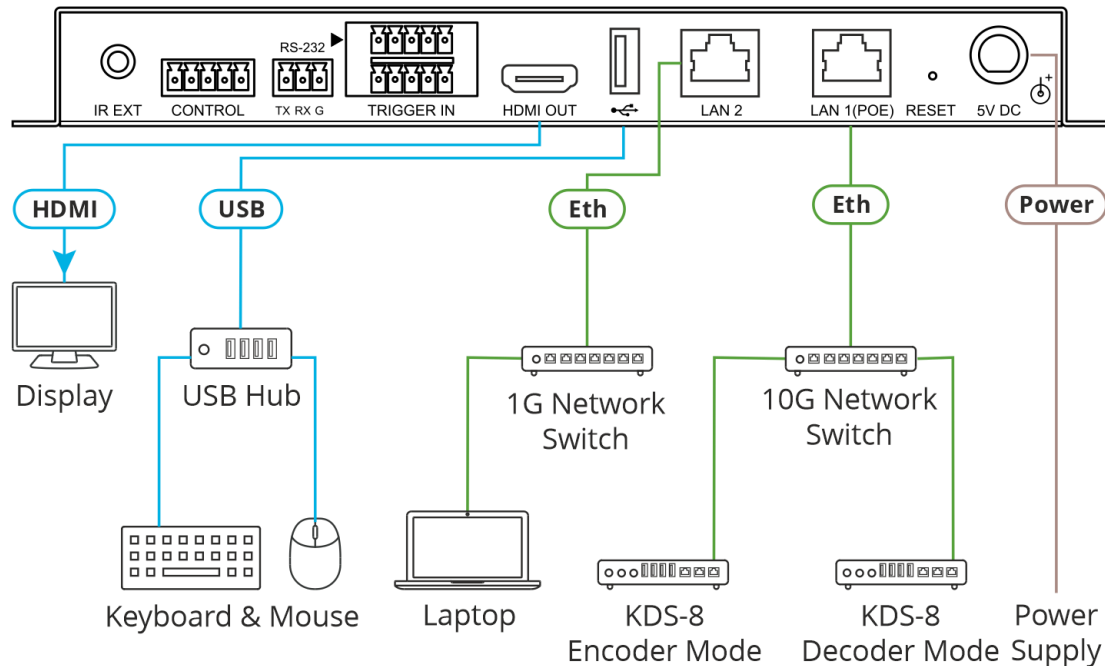 RS-232
IR EXT
CONTROL
TX RX G
TRIGGER IN
HDMI OUT
LAN 2
LAN 1(POE)
RESET
5V DC
+
HDMI
USB
Eth
Eth
Power
Display
USB Hub
1G Network
Switch
10G Network
Switch
Keyboard & Mouse
Laptop
KDS-8
Encoder Mode
KDS-8
Decoder Mode
Power
Supply